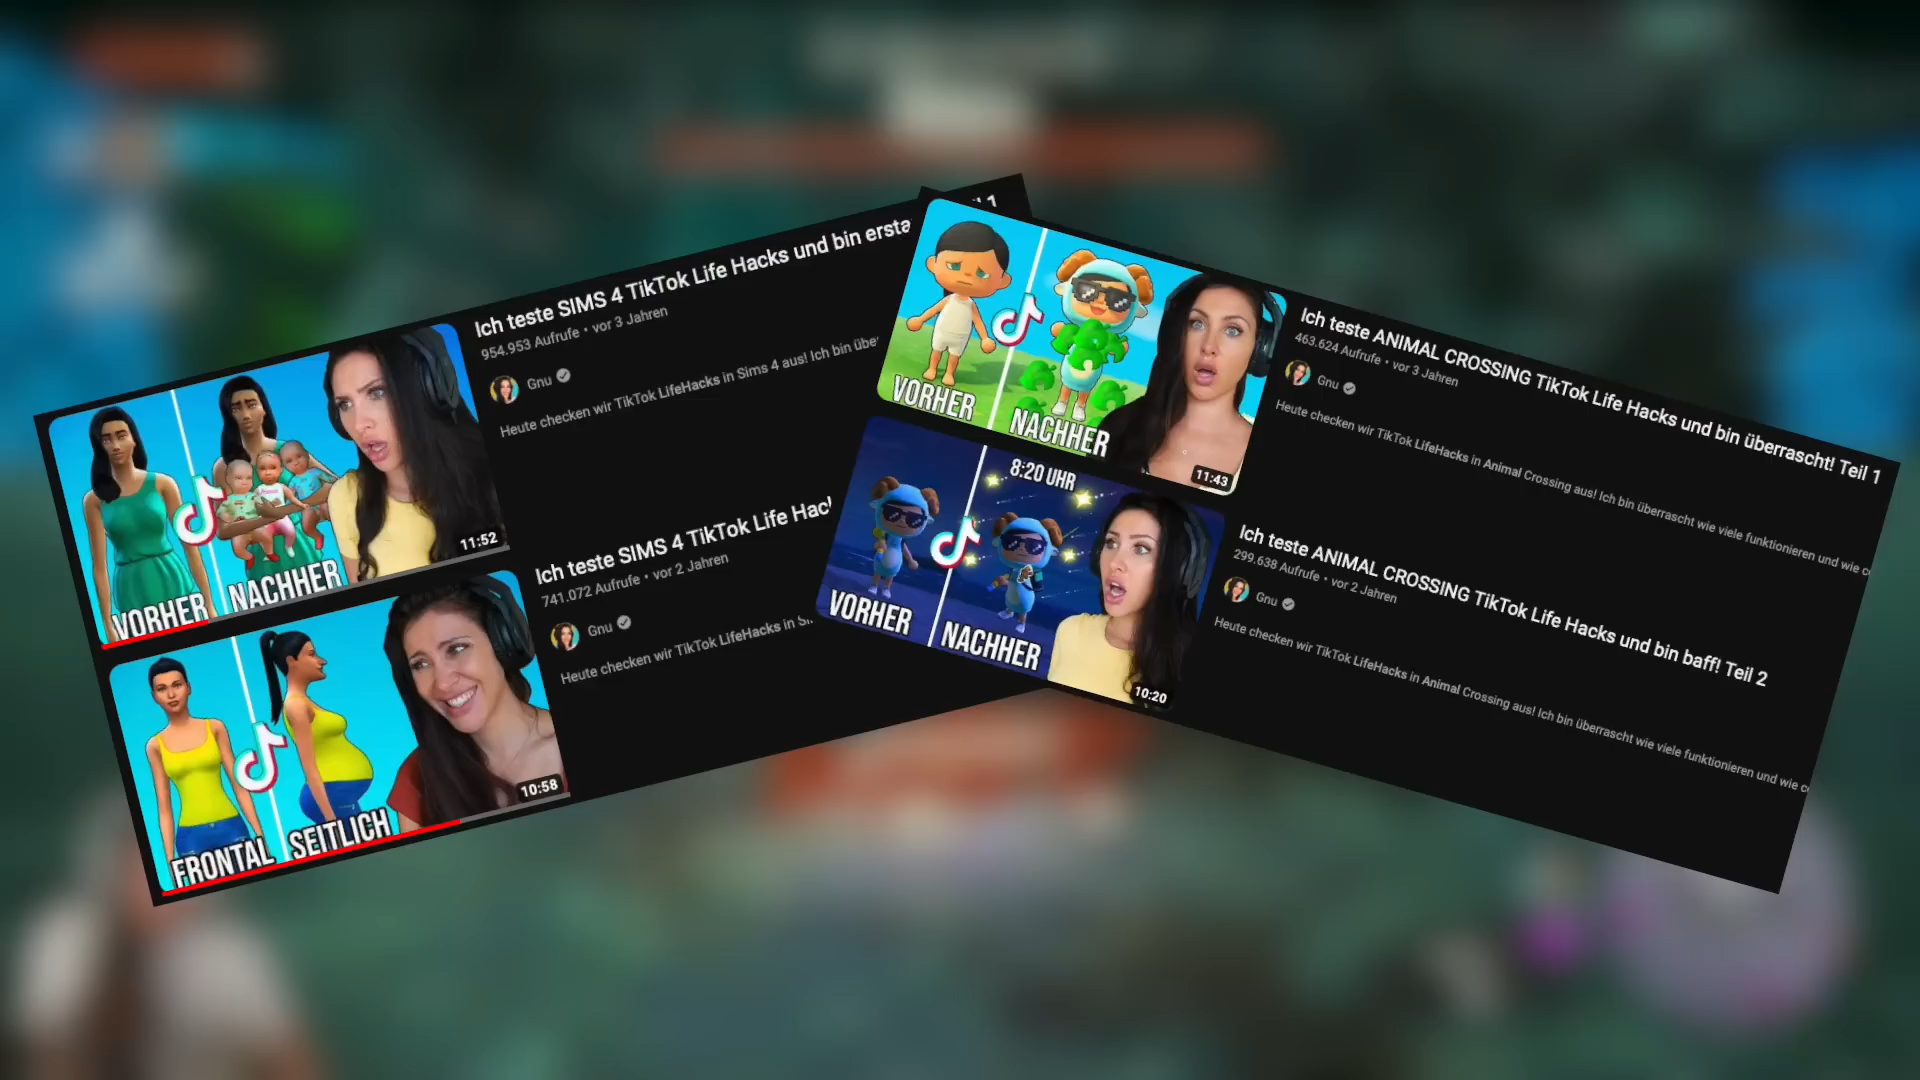 Ich teste SIMS 4 TikTok Life Hacks und bin
1
954.953 Aufrufe • vor 3 Jahren
Gnu
Heute checken wir TikTok LifeHacks in Sims 4 aus! Ich bin
VORHER
NACHHER
11:52
Ich teste SIMS 4 TikTok Life
741.072 Aufrufe • vor 2 Jahren
Gnu
Heute checken wir TikTok LifeHacks in
FRONTAL
SEITLICH
10:58
Ich teste ANIMAL CROSSING TikTok Life Hacks und bin überrascht! Teil 1
463.624 Aufrufe • vor 3 Jahren
Gnu
Heute checken wir TikTok LifeHacks in Animal Crossing aus! Ich bin überrascht wie viele funktionieren und wie
VORHER
NACHHER
11:43
Ich teste ANIMAL CROSSING TikTok Life Hacks und bin baff! Teil 2
299.638 Aufrufe • vor 2 Jahren
Gnu
Heute checken wir TikTok LifeHacks in Animal Crossing aus! Ich bin überrascht wie viele funktionieren und wie
8:20 UHR
VORHER
NACHHER
10:20